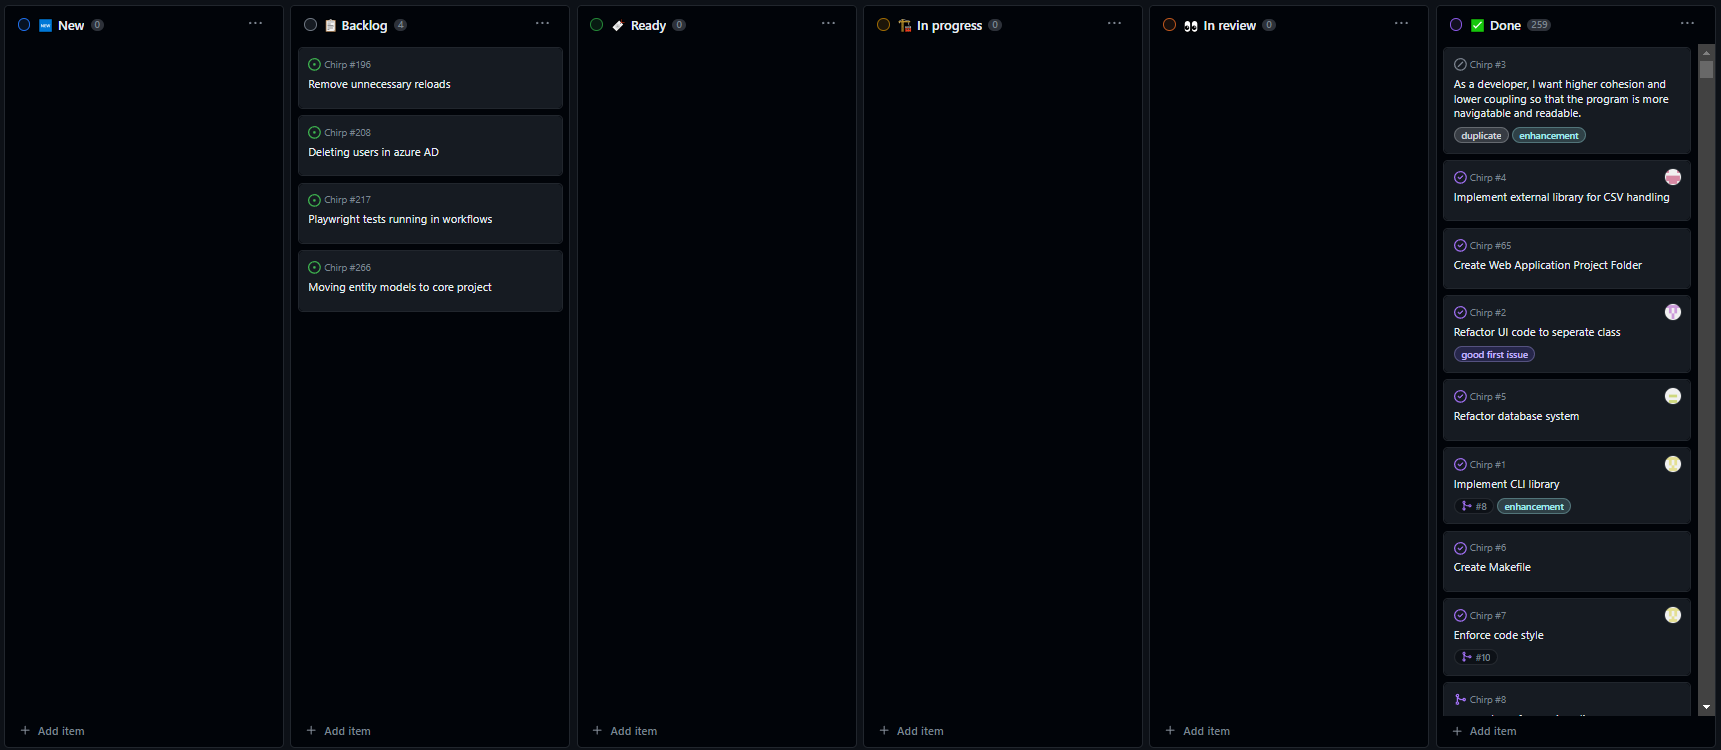 New 0
Backlog 4
Chirp #196
Remove unnecessary reloads
Chirp #208
Deleting users in azure AD
Chirp #217
Playwright tests running in workflows
Chirp #266
Moving entity models to core project
Ready 0
In progress 0
In review 0
Done 259
Chirp #3
As a developer, I want higher cohesion and
lower coupling so that the program is more
navigatable and readable.
duplicate enhancement
Chirp #4
Implement external library for CSV handling
Chirp #65
Create Web Application Project Folder
Chirp #2
Refactor UI code to seperate class
good first issue
Chirp #5
Refactor database system
Chirp #1
Implement CLI library
#8 enhancement
Chirp #6
Create Makefile
Chirp #7
Enforce code style
#10
Chirp #8
+ Add item
+ Add item
+ Add item
+ Add item
+ Add item
+ Add item